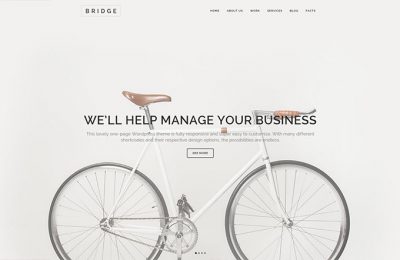 BRIDGE
HOME ABOUT US WORK SERVICES BLOG FACTS
WE'LL HELP MANAGE YOUR BUSINESS
This lovely one-page Wordpress theme is fully responsive and super easy to customise. With many different
shortcodes and their respective design options, the possibilities are endless.
SEE MORE